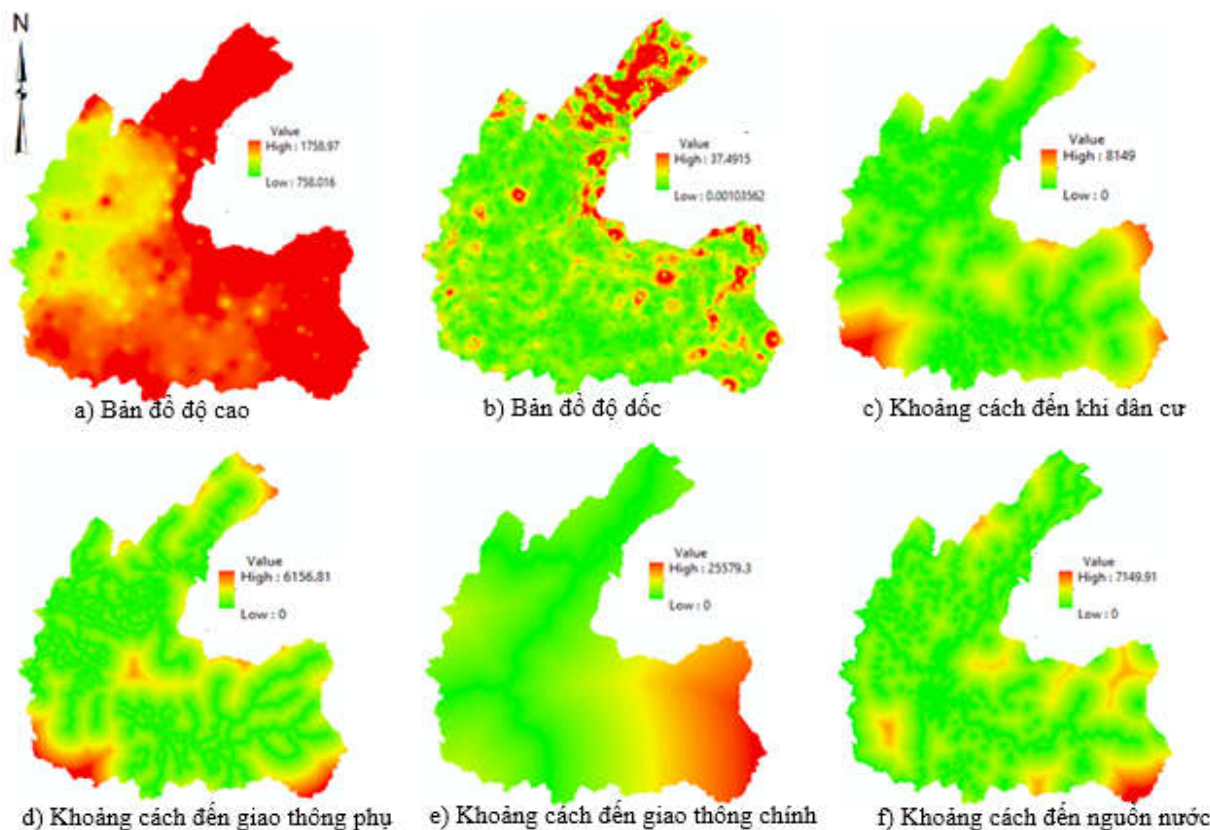 N
Value
High : 1758.97
Low : 758.016
a) Bản đồ độ cao
Value
High : 37.4915
Low : 0.00103562
b) Bản đồ độ dốc
Value
High : 8149
Low : 0
c) Khoảng cách đến khi dân cư
Value
High : 6156.81
Low : 0
d) Khoảng cách đến giao thông phụ
Value
High : 25579.3
Low : 0
e) Khoảng cách đến giao thông chính
Value
High : 7149.91
Low : 0
f) Khoảng cách đến nguồn nước